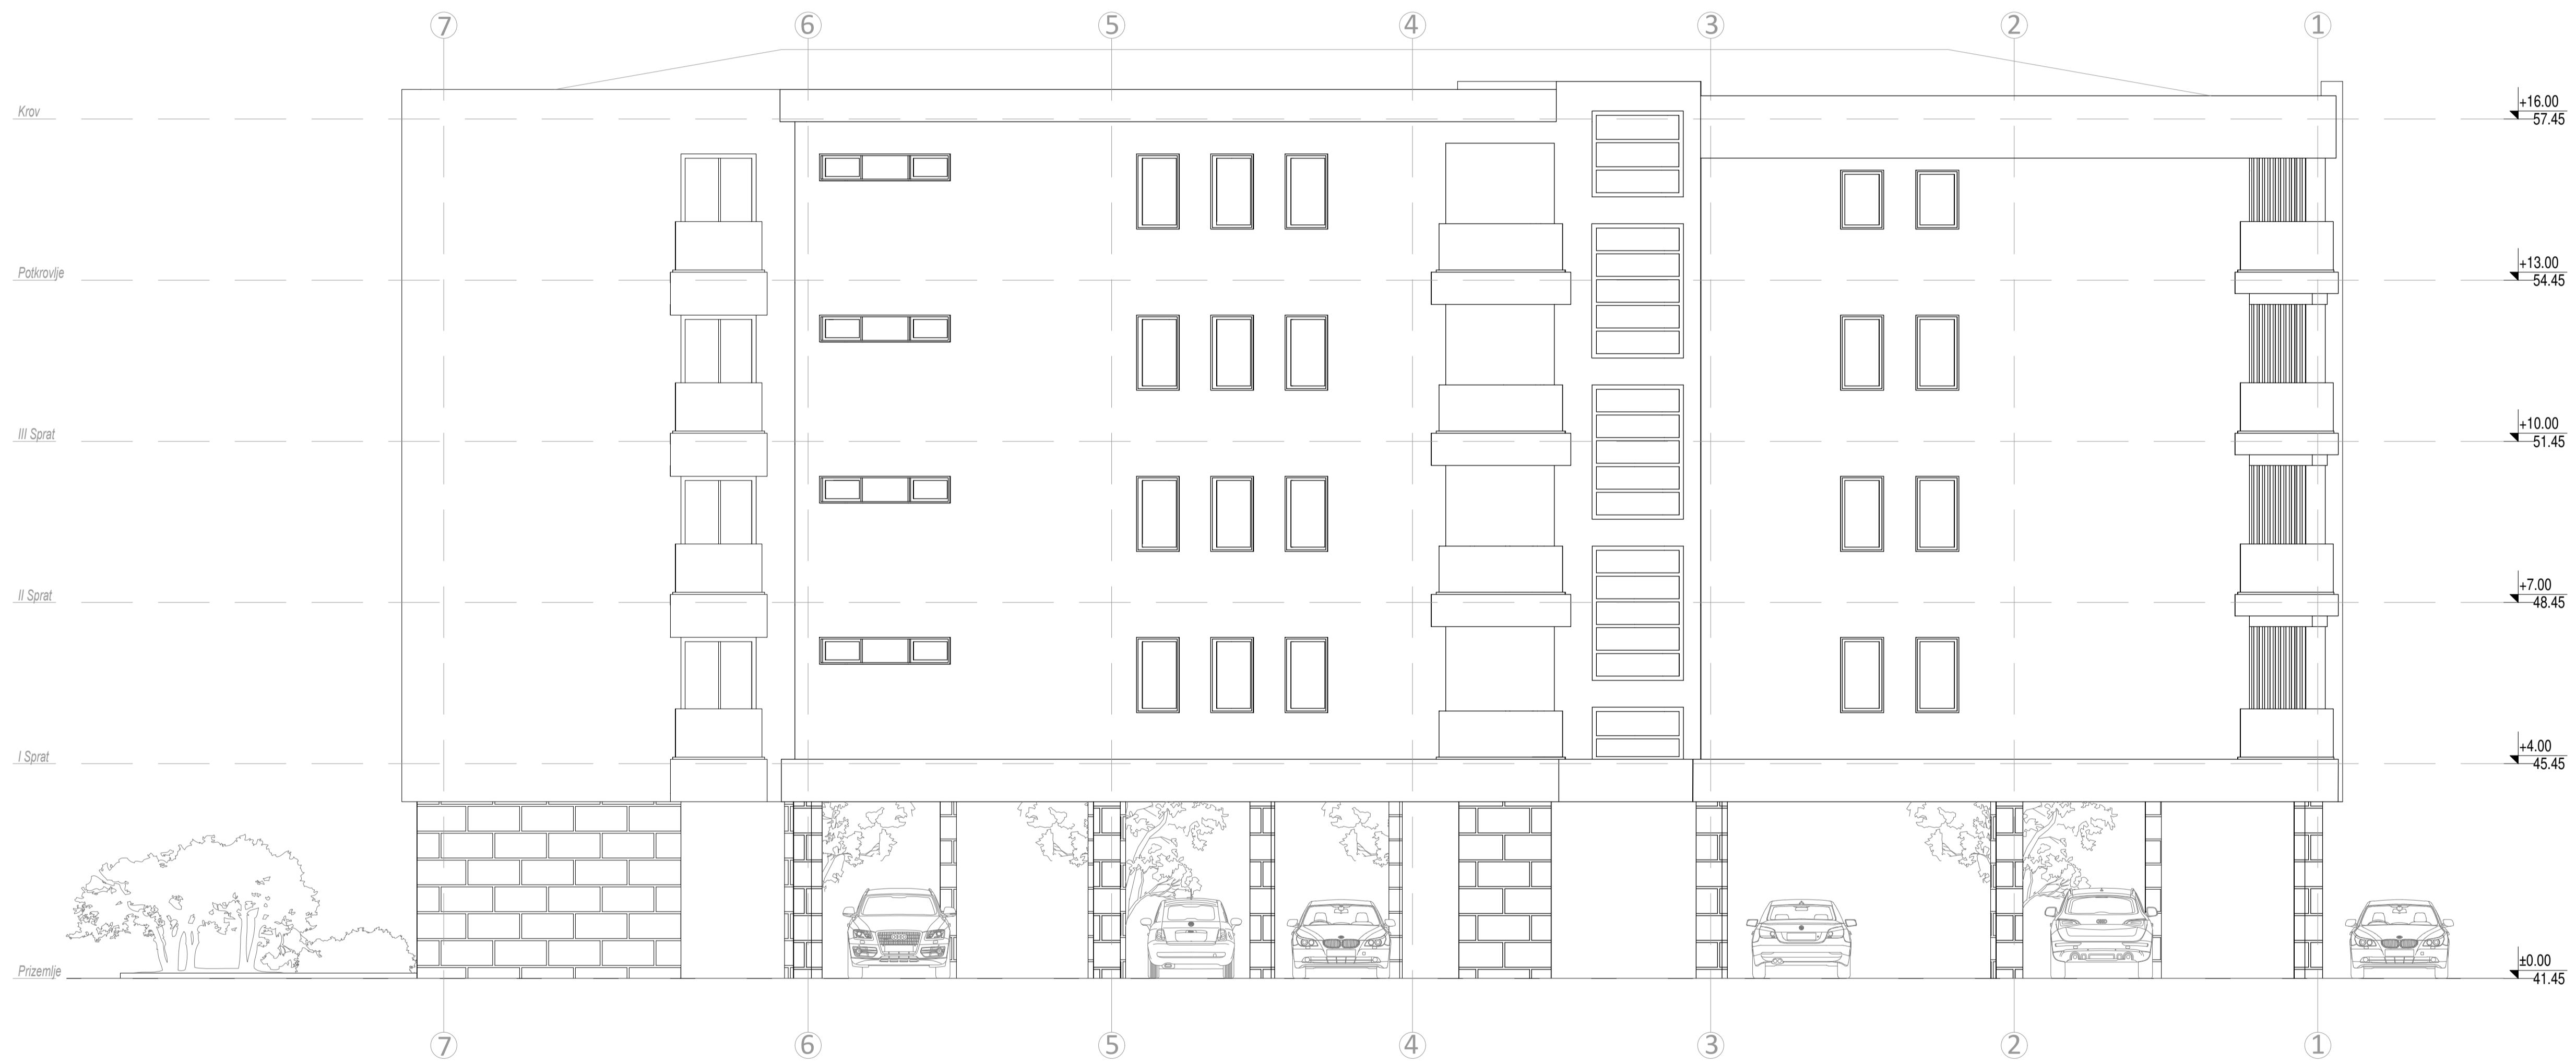 7 6 5 4 3 2 1
Krov
+16.00
57.45
Potkrovlje
+13.00
54.45
III Sprat
+10.00
51.45
II Sprat
+7.00
48.45
I Sprat
+4.00
45.45
Prizemlje
±0.00
41.45
7 6 5 4 3 2 1